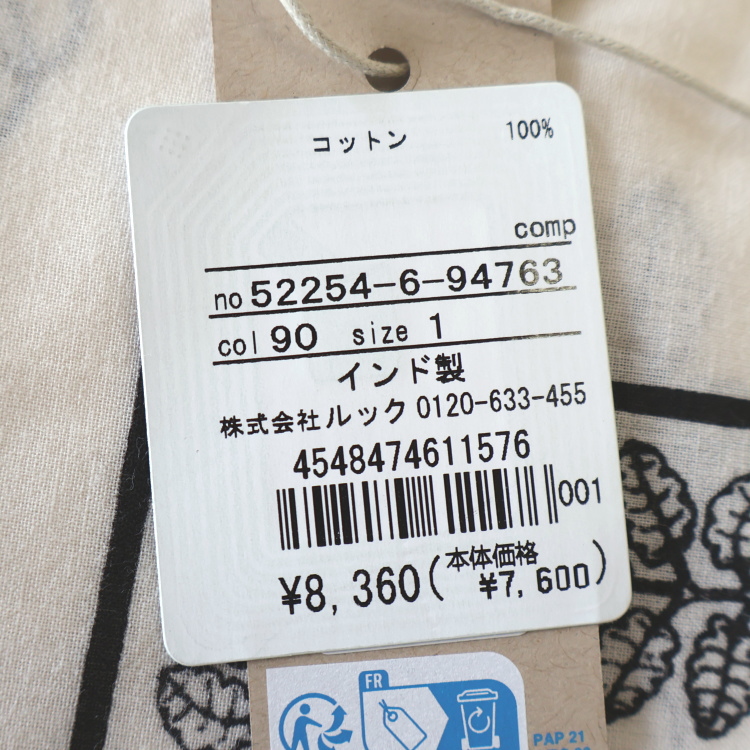 コットン 100%
comp
no 52254-6-94763
col 90 size 1
インド製
株式会社ルック 0120-633-455
4548474611576
001
¥8,360(本体価格 ¥7,600)
FR
PAP 21